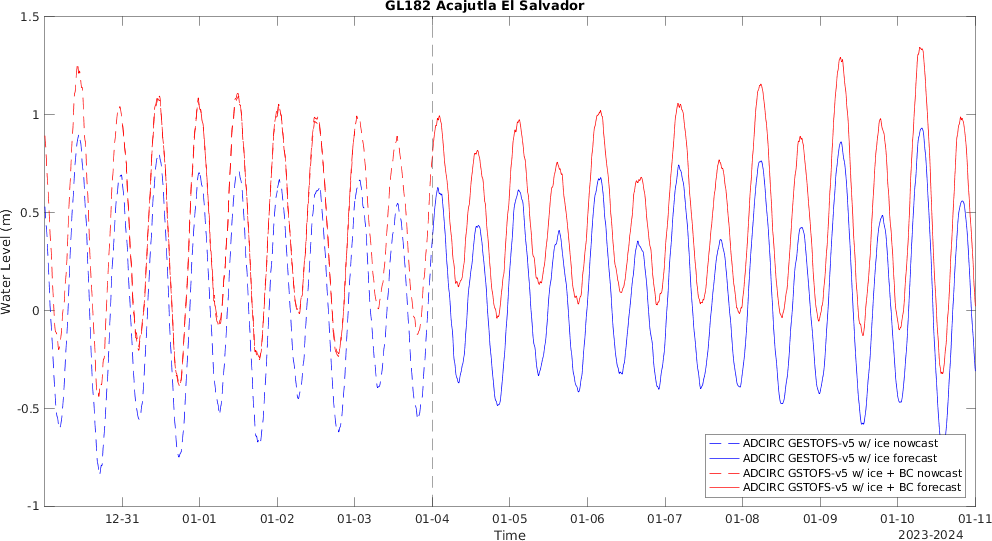 GL182 Acajutla El Salvador
Water Level (m)
1.5
1
0.5
0
-0.5
-1
12-31
01-01
01-02
01-03
01-04
01-05
01-06
01-07
01-08
01-09
01-10
01-11
Time
2023-2024
ADCIRC GESTOFS-v5 w/ ice nowcast
ADCIRC GESTOFS-v5 w/ ice forecast
ADCIRC GSTOFS-v5 w/ ice + BC nowcast
ADCIRC GSTOFS-v5 w/ ice + BC forecast